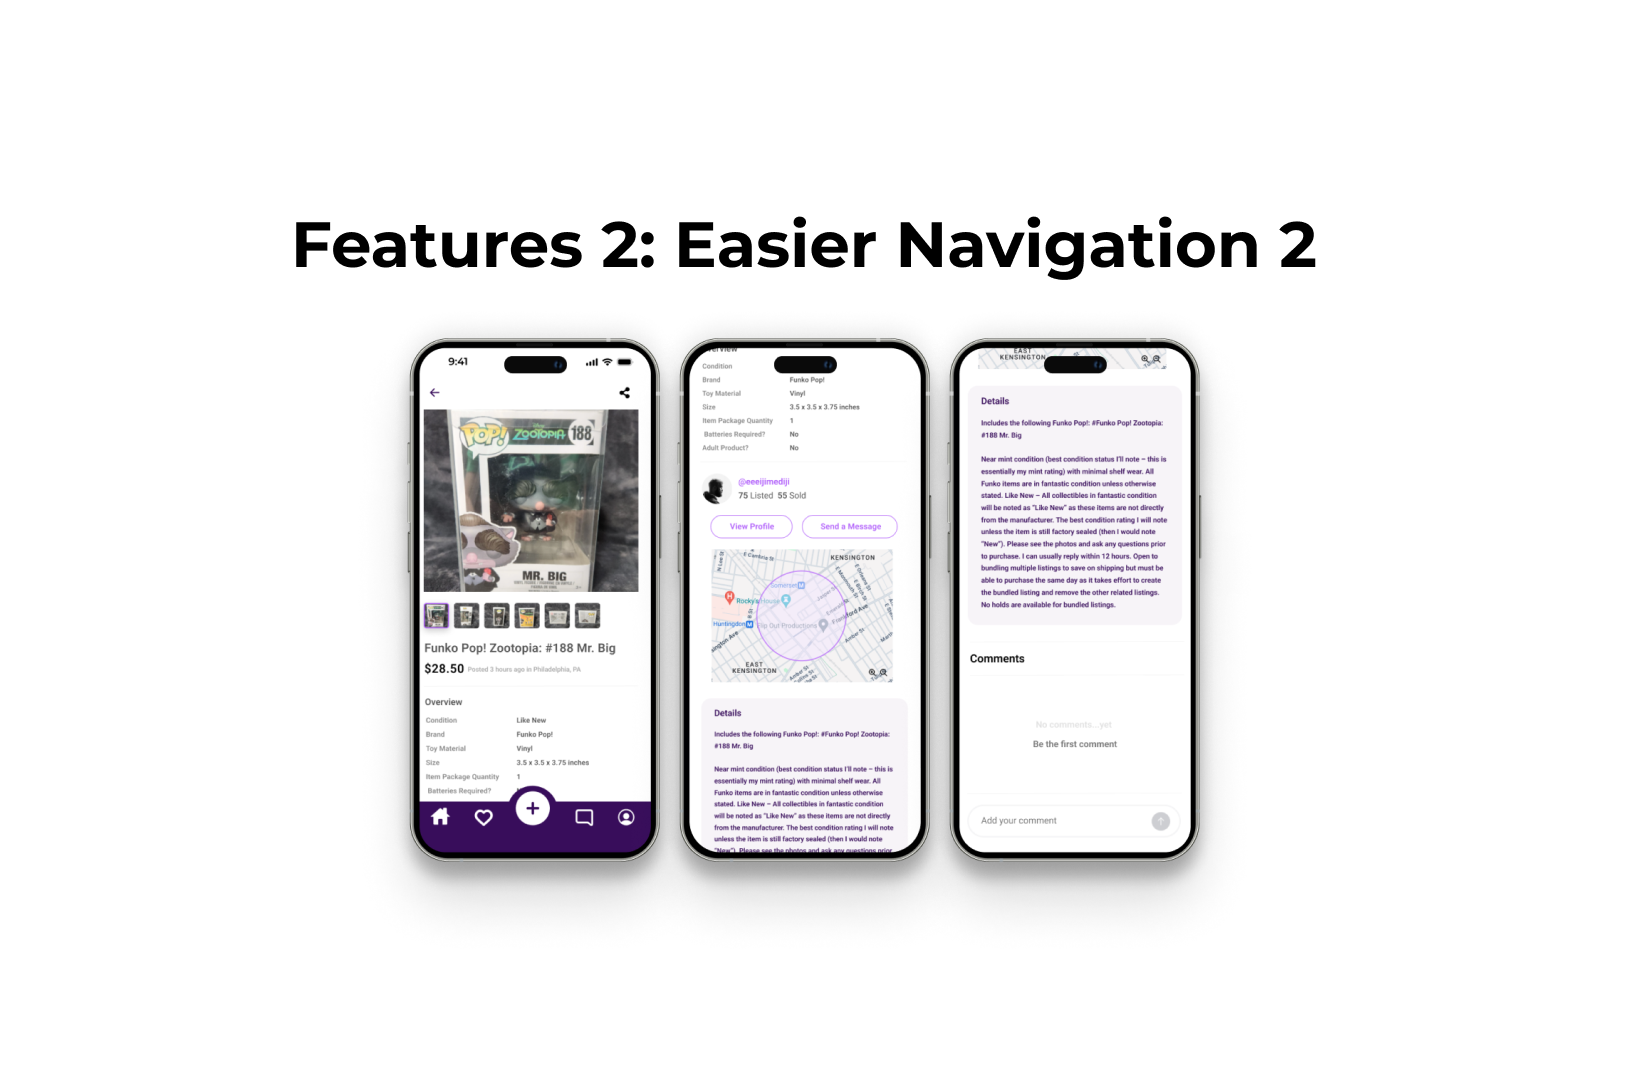 Features 2: Easier Navigation 2
9:41
POP!
ZOOTOPIA 188
MR. BIG
Funko Pop! Zootopia: #188 Mr. Big
$28.50 Posted 3 hours ago in Philadelphia, PA
Overview
Condition Like New
Brand Funko Pop!
Toy Material Vinyl
Size 3.5 x 3.5 x 3.75 inches
Item Package Quantity 1
Batteries Required?
Overview
Condition
Brand Funko Pop!
Toy Material Vinyl
Size 3.5 x 3.5 x 3.75 inches
Item Package Quantity 1
Batteries Required? No
Adult Product? No
@eeeijimediji
75 Listed 55 Sold
View Profile Send a Message
E Cambria St
KENSINGTON
Somerset
Rocky's House
Huntingdon
Flip Out Productions
Frankford Ave
Amber St
EAST
KENSINGTON
Amber St
Details
Includes the following Funko Pop!: #Funko Pop! Zootopia:
#188 Mr. Big
Near mint condition (best condition status I'll note – this is
essentially my mint rating) with minimal shelf wear. All
Funko items are in fantastic condition unless otherwise
stated. Like New – All collectibles in fantastic condition
will be noted as "Like New" as these items are not directly
from the manufacturer. The best condition rating I will note
unless the item is still factory sealed (then I would note
"New"). Please see the photos and ask any questions prior
EAST
KENSINGTON
Details
Includes the following Funko Pop!: #Funko Pop! Zootopia:
#188 Mr. Big
Near mint condition (best condition status I'll note – this is
essentially my mint rating) with minimal shelf wear. All
Funko items are in fantastic condition unless otherwise
stated. Like New – All collectibles in fantastic condition
will be noted as "Like New" as these items are not directly
from the manufacturer. The best condition rating I will note
unless the item is still factory sealed (then I would note
"New"). Please see the photos and ask any questions prior
to purchase. I can usually reply within 12 hours. Open to
bundling multiple listings to save on shipping but must be
able to purchase the same day as it takes effort to create
the bundled listing and remove the other related listings.
No holds are available for bundled listings.
Comments
No comments...yet
Be the first comment
Add your comment